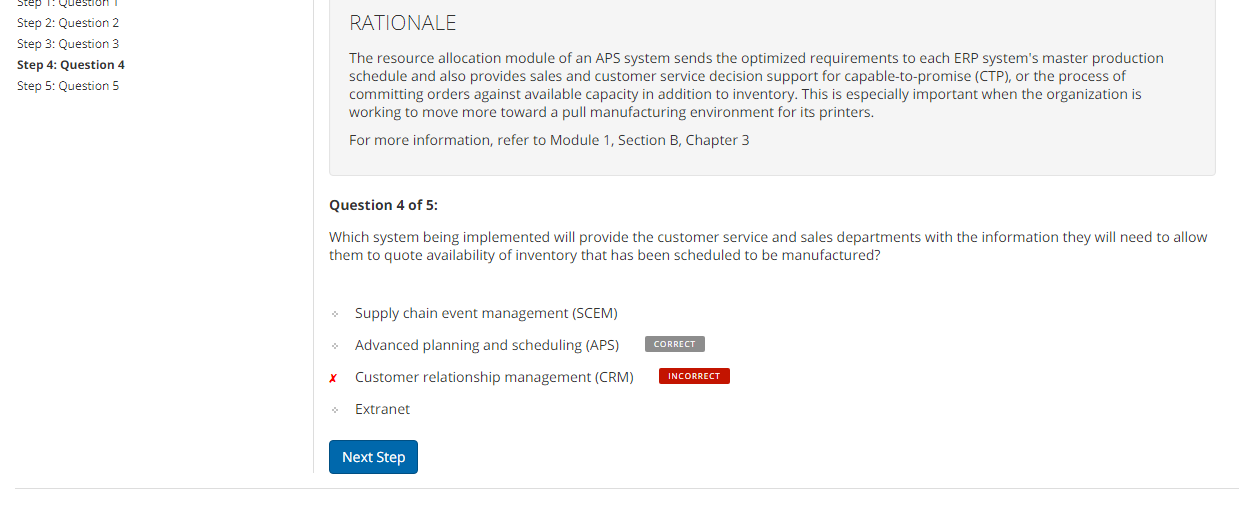 Step 1: Question 1
Step 2: Question 2
Step 3: Question 3
Step 4: Question 4
Step 5: Question 5
RATIONALE
The resource allocation module of an APS system sends the optimized requirements to each ERP system's master production
schedule and also provides sales and customer service decision support for capable-to-promise (CTP), or the process of
committing orders against available capacity in addition to inventory. This is especially important when the organization is
working to move more toward a pull manufacturing environment for its printers.
For more information, refer to Module 1, Section B, Chapter 3
Question 4 of 5:
Which system being implemented will provide the customer service and sales departments with the information they will need to allow
them to quote availability of inventory that has been scheduled to be manufactured?
Supply chain event management (SCEM)
Advanced planning and scheduling (APS) CORRECT
✗ Customer relationship management (CRM) INCORRECT
Extranet
Next Step